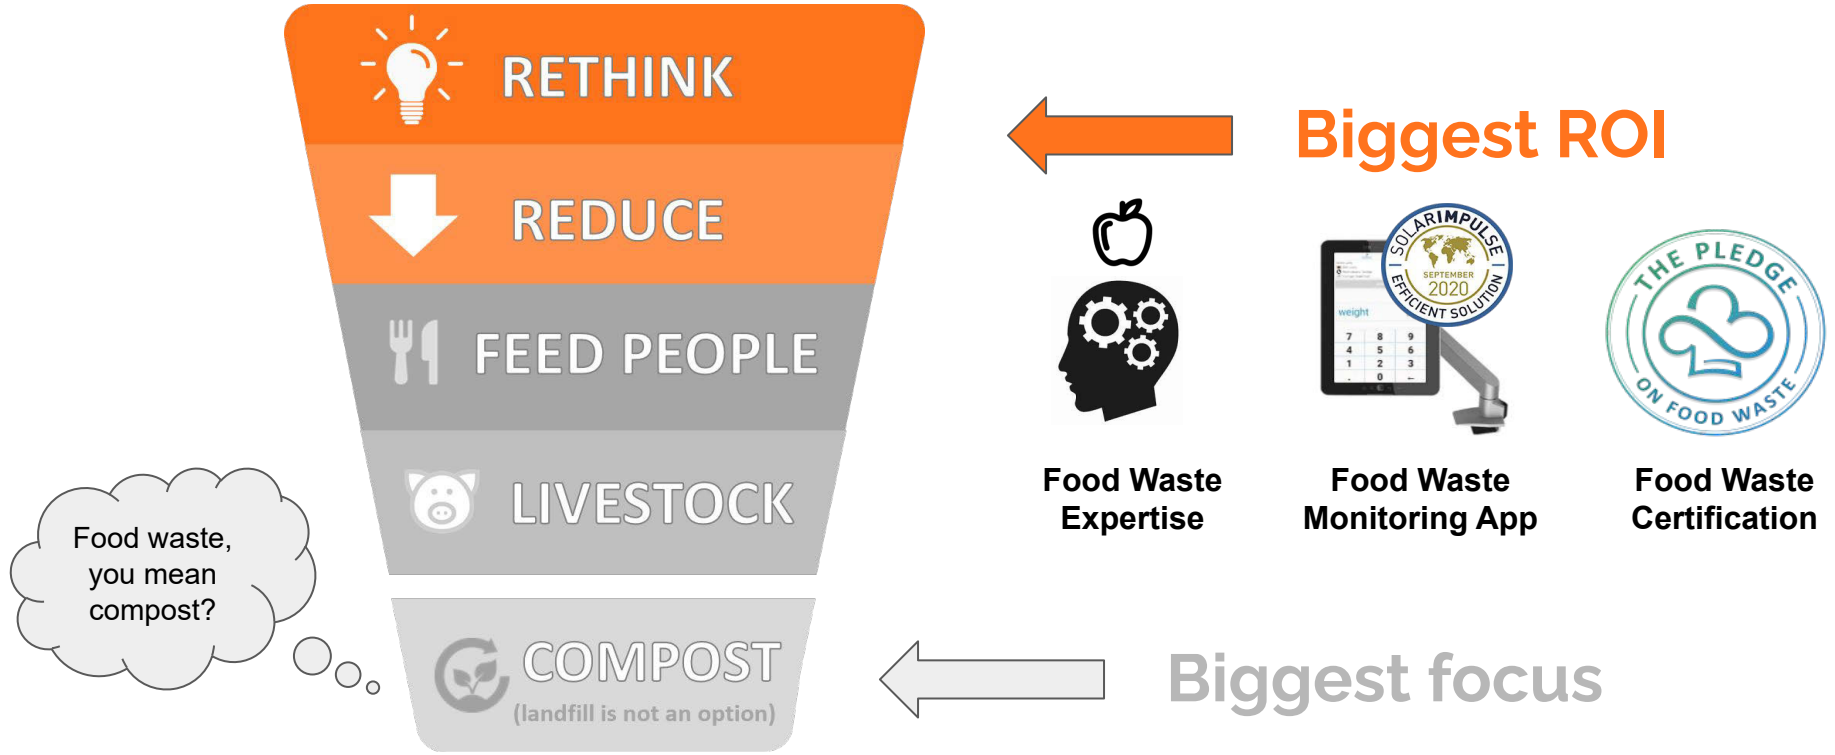 RETHINK
REDUCE
FEED PEOPLE
LIVESTOCK
COMPOST
(landfill is not an option)
Food waste,
you mean
compost?
Biggest ROI
SOLARIMPULSE
SEPTEMBER
2020
EFFICIENT SOLUTION
weight
7 8 9
4 5 6
1 2 3
. 0 ←
THE PLEDGE
ON FOOD WASTE
Food Waste
Expertise
Food Waste
Monitoring App
Food Waste
Certification
Biggest focus